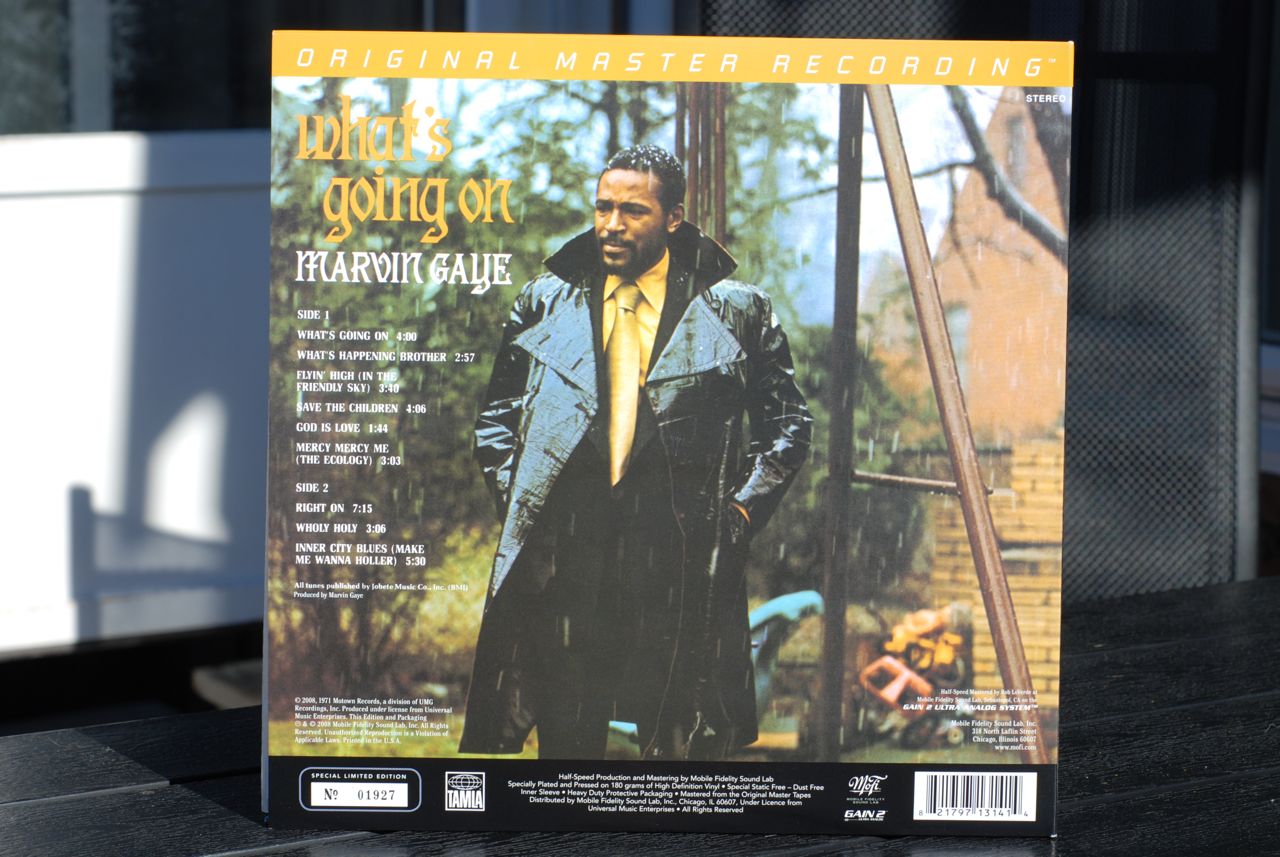 ORIGINAL MASTER RECORDING™
STEREO
what's
going on
MARVIN GAYE
SIDE 1
WHAT'S GOING ON 4:00
WHAT'S HAPPENING BROTHER 2:57
FLYIN' HIGH (IN THE
FRIENDLY SKY) 3:40
SAVE THE CHILDREN 4:06
GOD IS LOVE 1:44
MERCY MERCY ME
(THE ECOLOGY) 3:03
SIDE 2
RIGHT ON 7:15
WHOLY HOLY 3:06
INNER CITY BLUES (MAKE
ME WANNA HOLLER) 5:30
All tunes published by Jobete Music Co., Inc. (BMI)
Produced by Marvin Gaye
© 2008, 1971 Motown Records, a division of UMG
Recordings, Inc. Produced under license from Universal
Music Enterprises. This Edition and Packaging
℗ & © 2008 Mobile Fidelity Sound Lab, Inc. All Rights
Reserved. Unauthorized Reproduction is a Violation of
Applicable Laws. Printed in the U.S.A.
Half-Speed Mastered by Rob LoVerde at
Mobile Fidelity Sound Lab, Sebastopol, CA on the
GAIN 2 ULTRA ANALOG SYSTEM™
Mobile Fidelity Sound Lab, Inc.
318 North Laflin Street
Chicago, Illinois 60607
www.mofi.com
SPECIAL LIMITED EDITION
Nº 01927
TAMLA
Half-Speed Production and Mastering by Mobile Fidelity Sound Lab
Specially Plated and Pressed on 180 grams of High Definition Vinyl • Special Static Free – Dust Free
Inner Sleeve • Heavy Duty Protective Packaging • Mastered from the Original Master Tapes
Distributed by Mobile Fidelity Sound Lab, Inc., Chicago, IL 60607, Under Licence from
Universal Music Enterprises • All Rights Reserved
MoFi
MOBILE FIDELITY
SOUND LAB
GAIN 2™
8 21797 13141 4